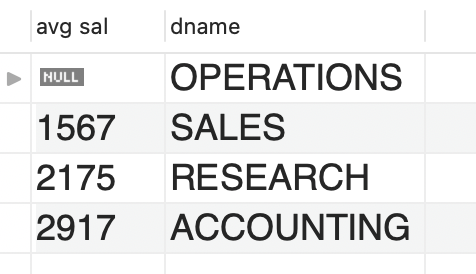 avg sal dname
NULL OPERATIONS
1567 SALES
2175 RESEARCH
2917 ACCOUNTING